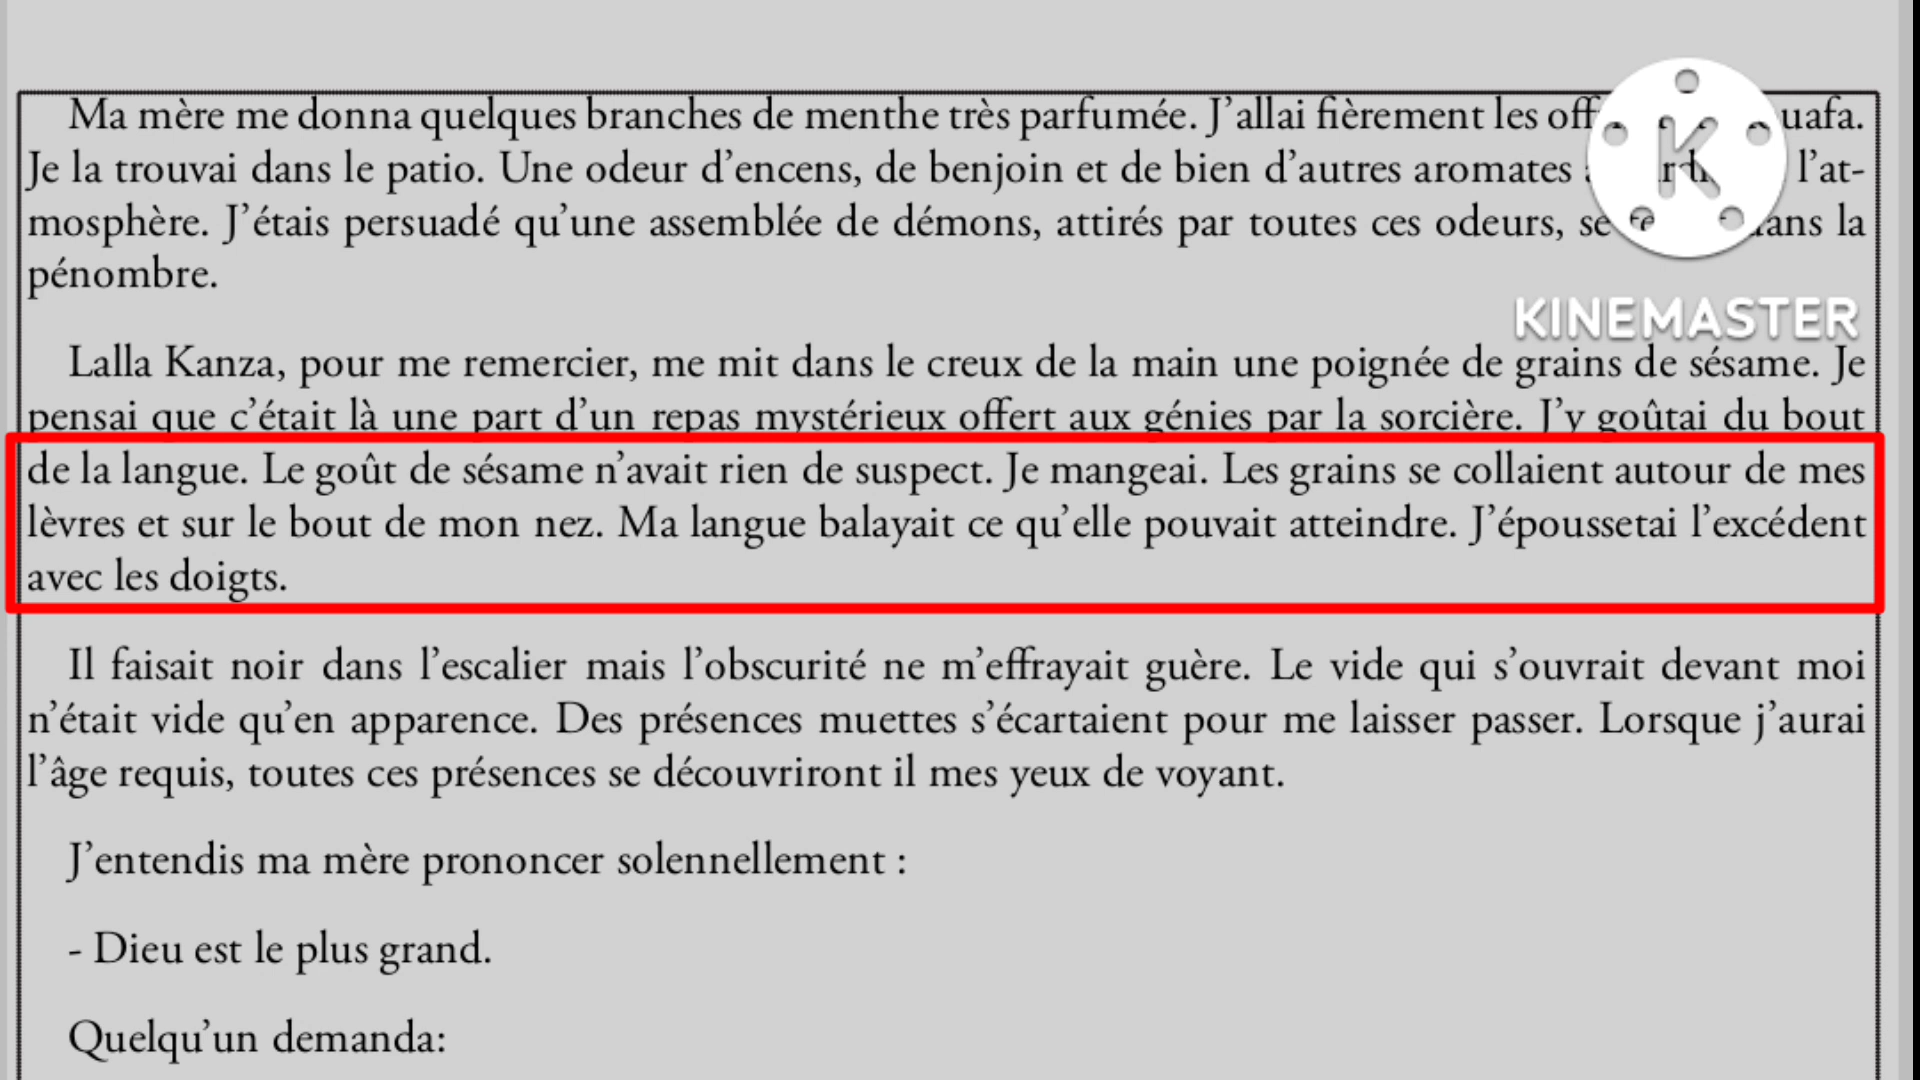 Ma mère me donna quelques branches de menthe très parfumée. J'allai fièrement les
Je la trouvai dans le patio. Une odeur d'encens, de benjoin et de bien d'autres aromates l'at-
mosphère. J'étais persuadé qu'une assemblée de démons, attirés par toutes ces odeurs, se dans la
pénombre.
KINEMASTER
Lalla Kanza, pour me remercier, me mit dans le creux de la main une poignée de grains de sésame. Je
pensai que c'était là une part d'un repas mystérieux offert aux génies par la sorcière. J'y goûtai du bout
de la langue. Le goût de sésame n'avait rien de suspect. Je mangeai. Les grains se collaient autour de mes
lèvres et sur le bout de mon nez. Ma langue balayait ce qu'elle pouvait atteindre. J'époussetai l'excédent
avec les doigts.
Il faisait noir dans l'escalier mais l'obscurité ne m'effrayait guère. Le vide qui s'ouvrait devant moi
n'était vide qu'en apparence. Des présences muettes s'écartaient pour me laisser passer. Lorsque j'aurai
l'âge requis, toutes ces présences se découvriront il mes yeux de voyant.
J'entendis ma mère prononcer solennellement :
- Dieu est le plus grand.
Quelqu'un demanda: